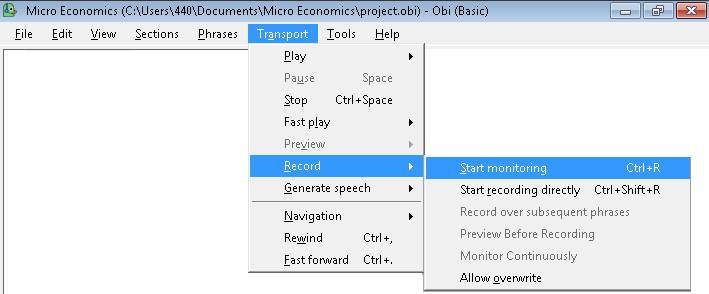 Micro Economics (C:\Users\440\Documents\Micro Economics\project.obi) - Obi (Basic)
File Edit View Sections Phrases Transport Tools Help
Play
Pause Space
Stop Ctrl+Space
Fast play
Preview
Record
Generate speech
Navigation
Rewind Ctrl+,
Fast forward Ctrl+.
Start monitoring Ctrl+R
Start recording directly Ctrl+Shift+R
Record over subsequent phrases
Preview Before Recording
Monitor Continuously
Allow overwrite